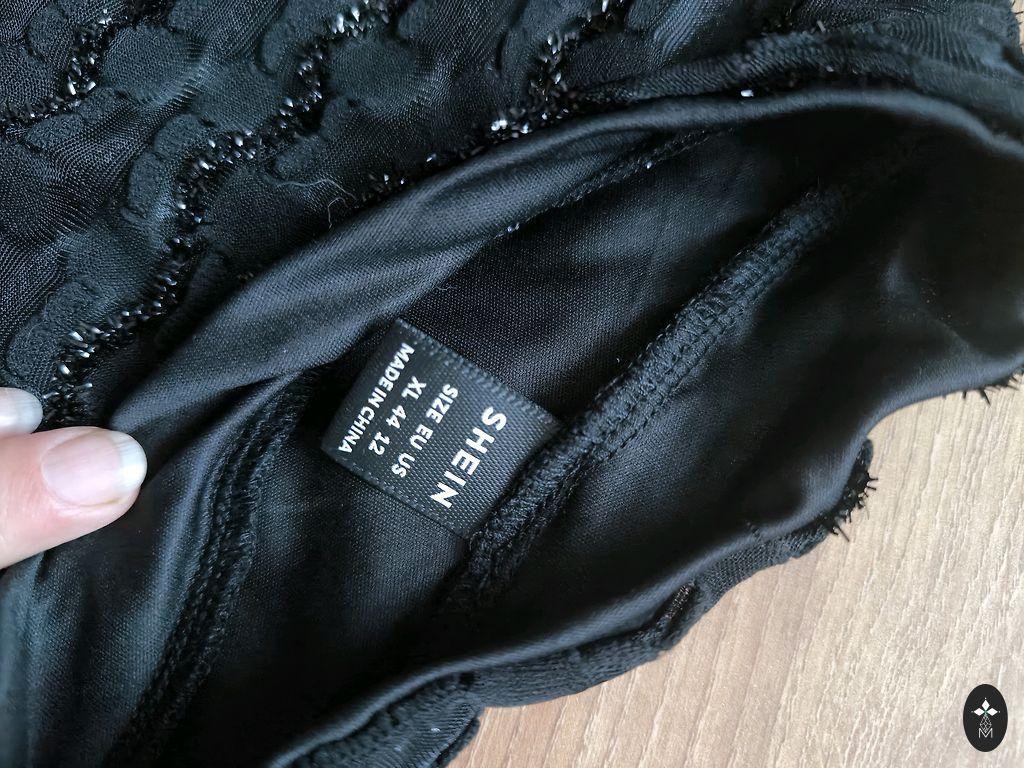 SHEIN
SIZE EU US
XL 44 12
MADE IN CHINA
M